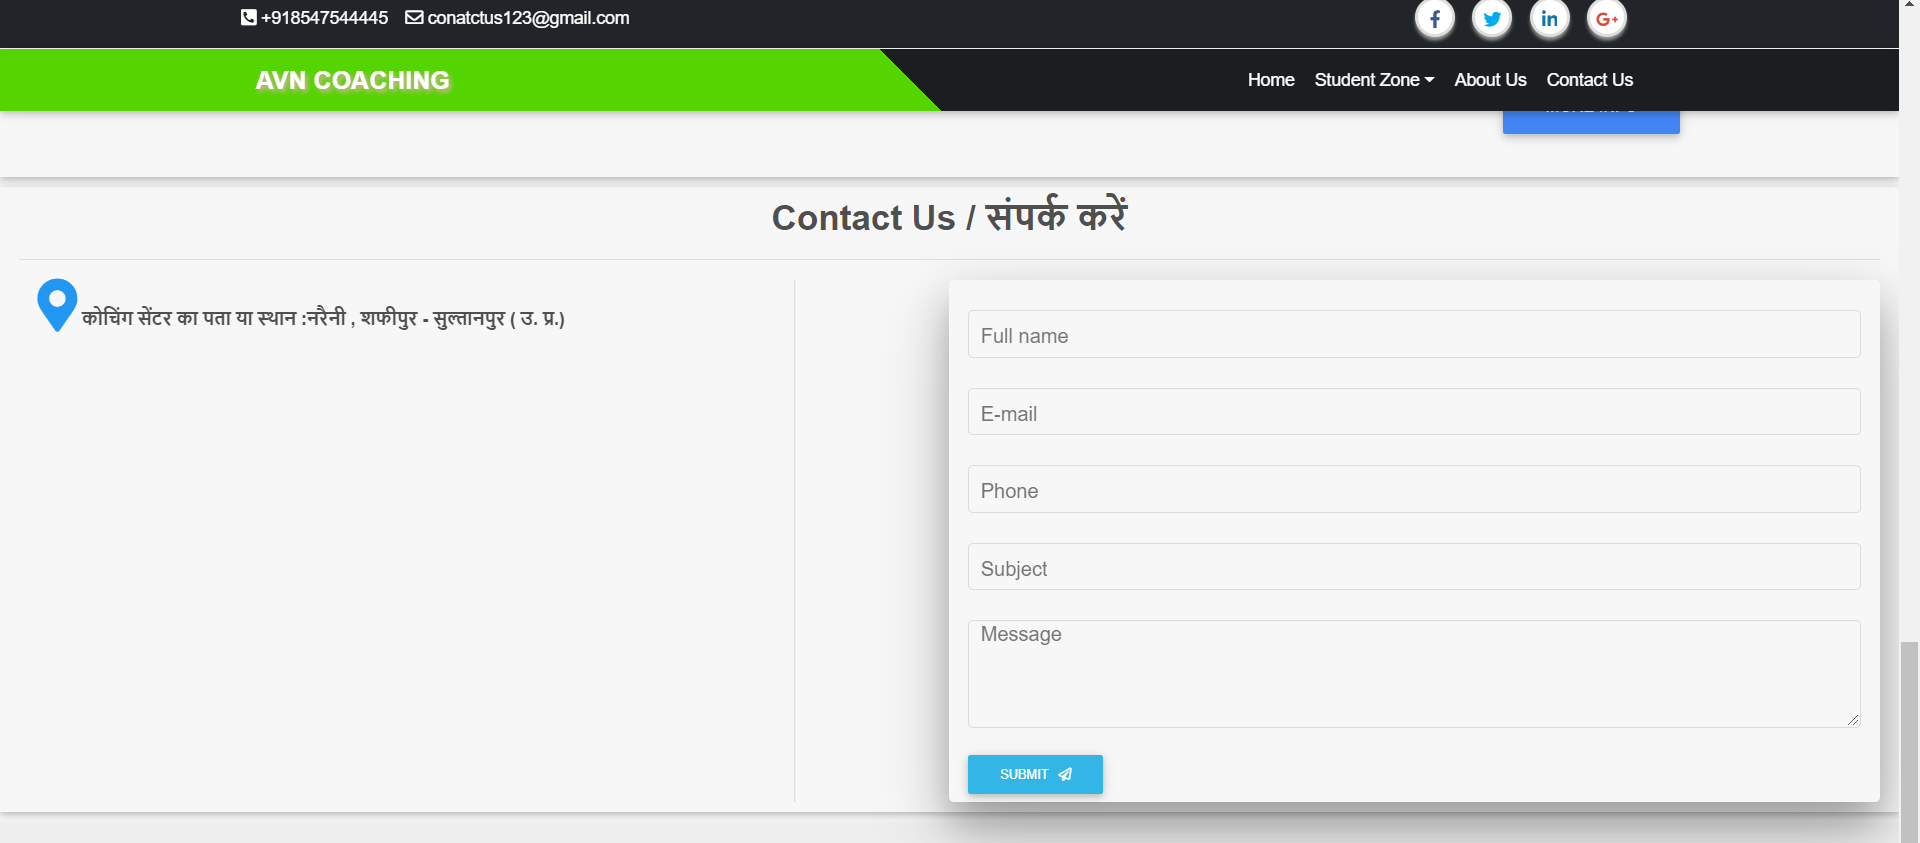 +918547544445 conatctus123@gmail.com
AVN COACHING
Home Student Zone About Us Contact Us
Contact Us / संपर्क करें
कोचिंग सेंटर का पता या स्थान :नरैनी , शफीपुर - सुल्तानपुर ( उ. प्र.)
Full name
E-mail
Phone
Subject
Message
SUBMIT